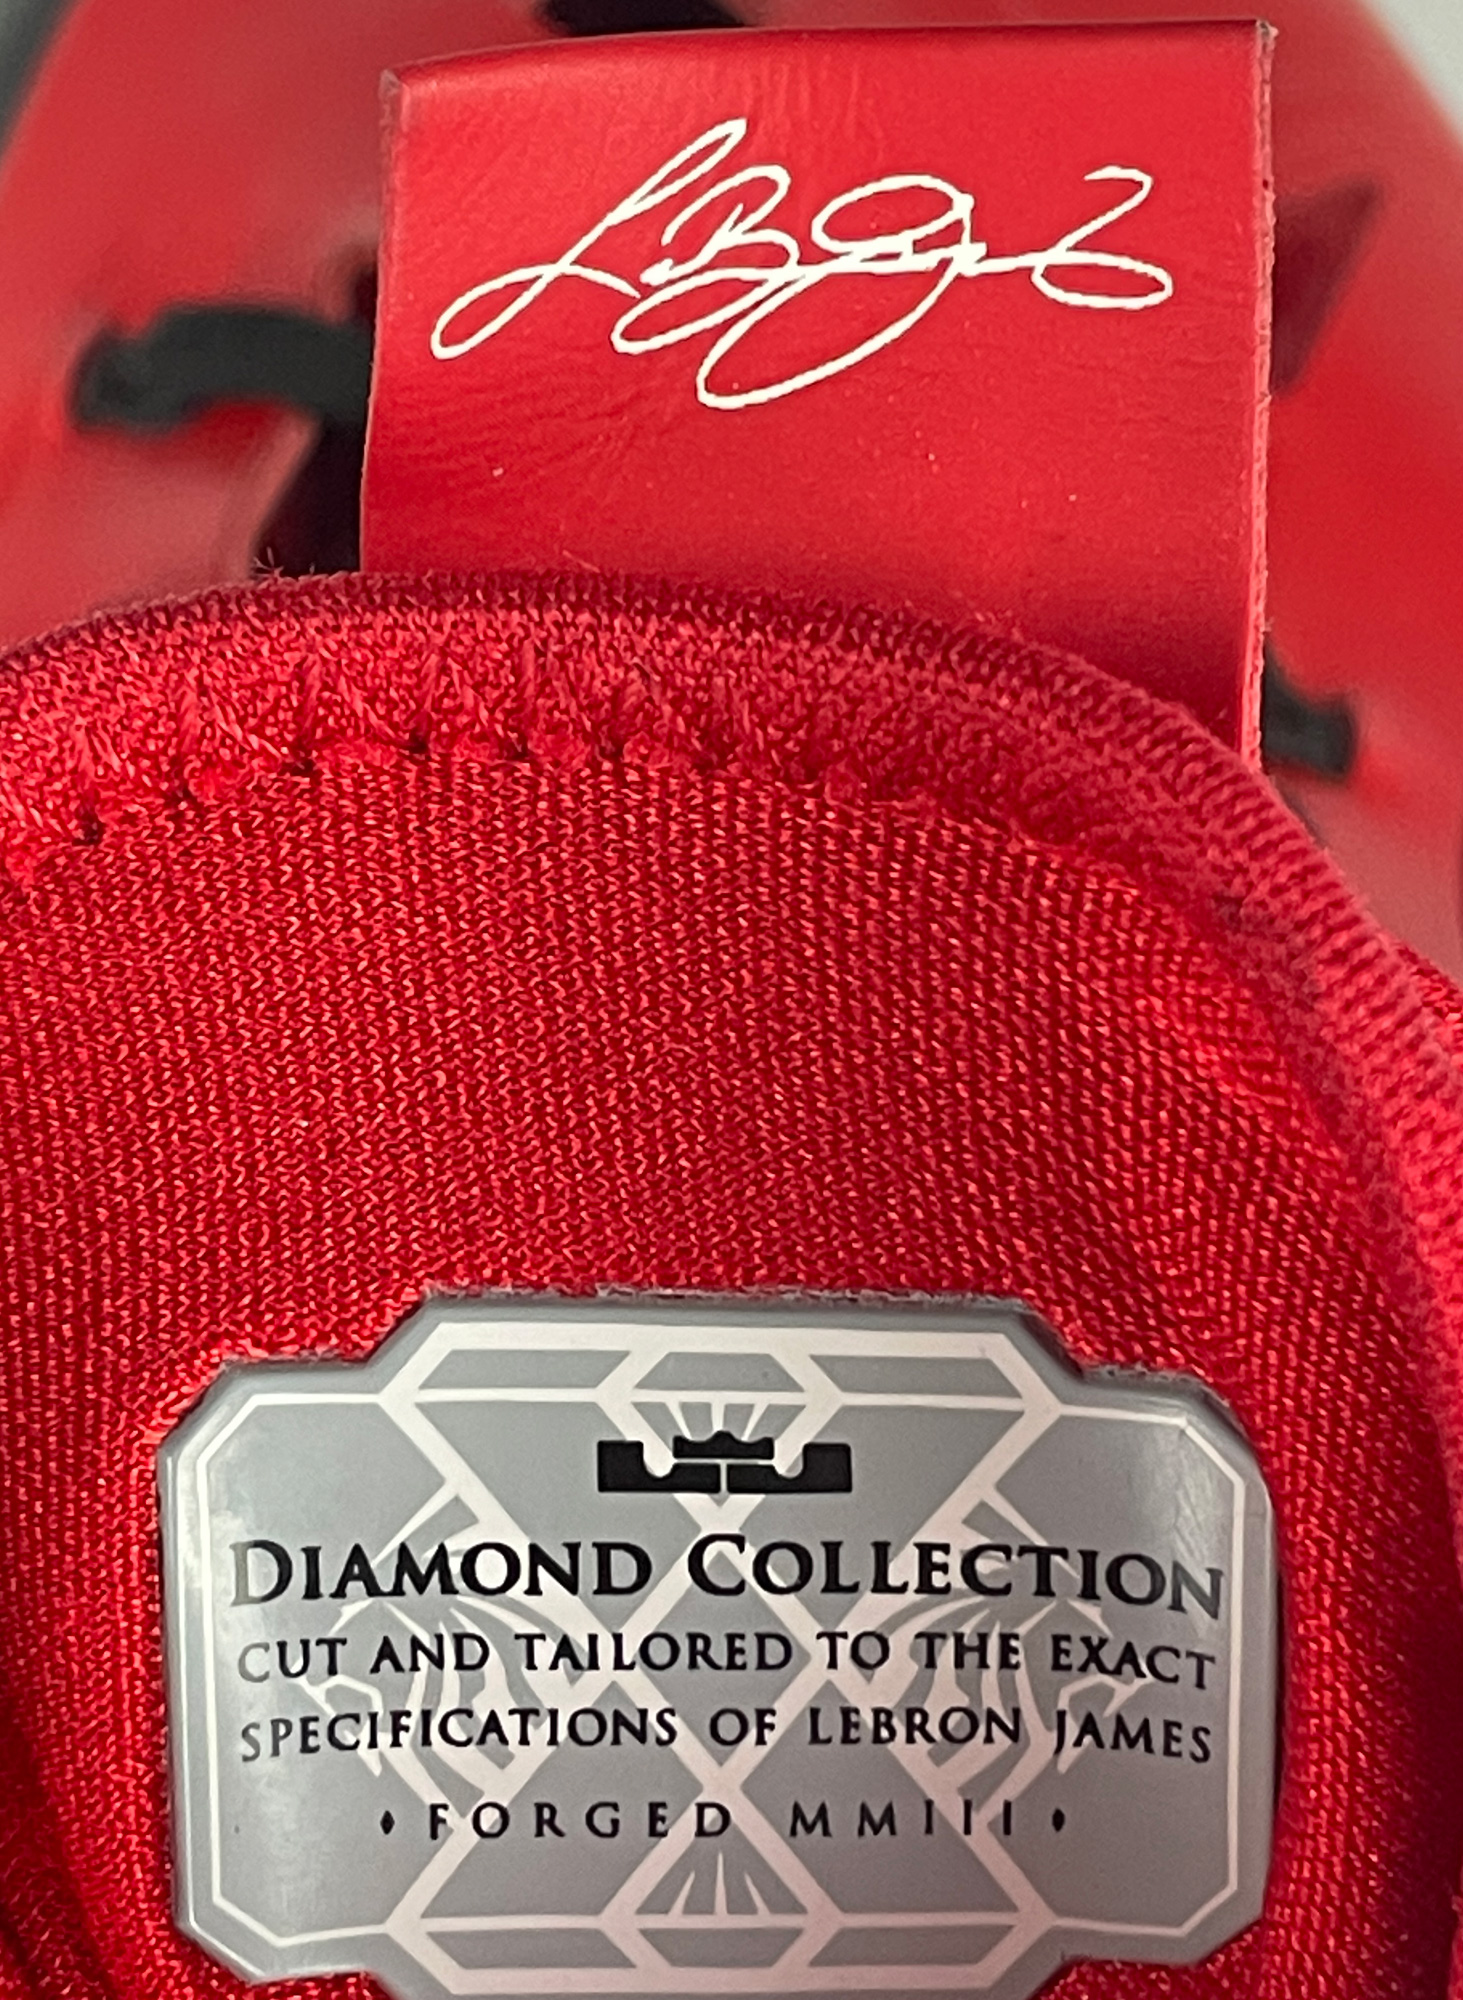 DIAMOND COLLECTION
CUT AND TAILORED TO THE EXACT
SPECIFICATIONS OF LEBRON JAMES
♦ FORGED MMIII ♦